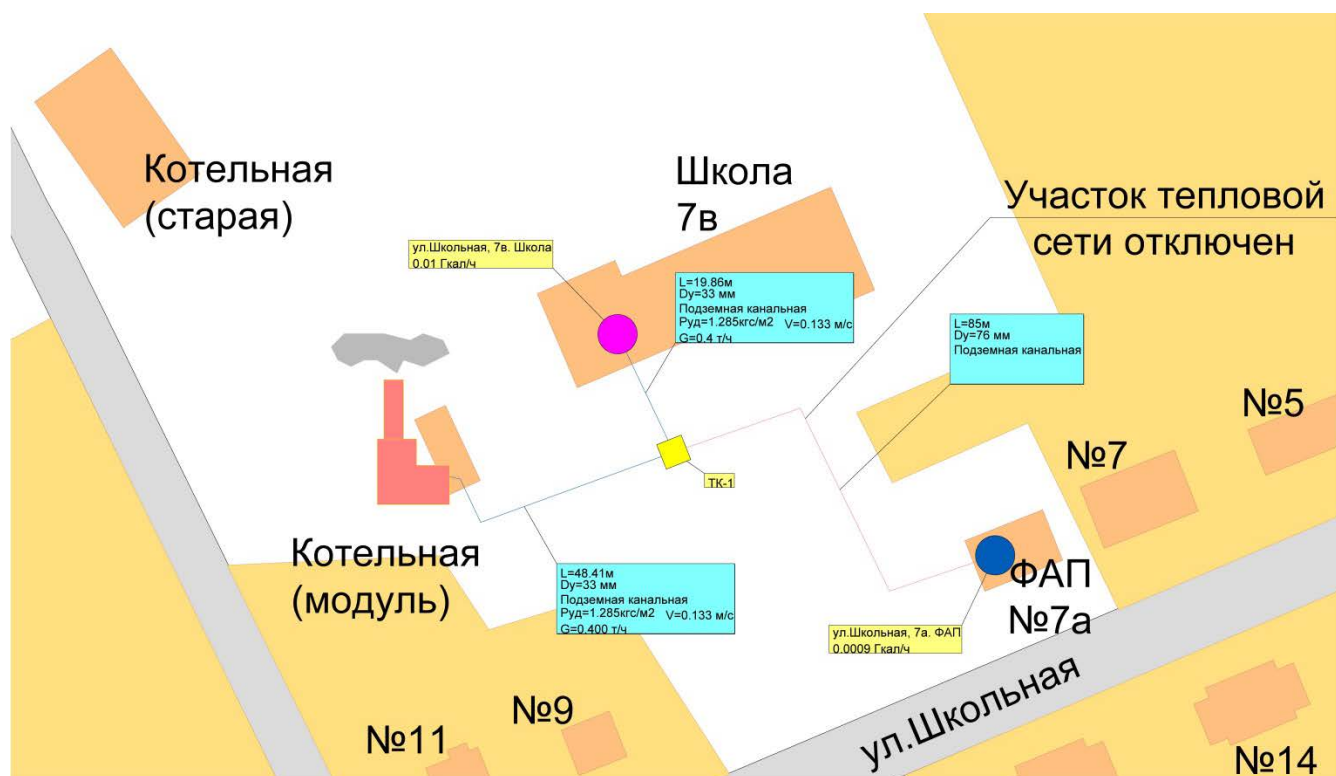 Котельная
(старая)
Школа
7в
Участок тепловой
сети отключен
ул.Школьная, 7в. Школа
0.01 Гкал/ч
L=19.86м
Dy=33 мм
Подземная канальная
Руд=1.285кгс/м2 V=0.133 м/с
G=0.4 т/ч
L=85м
Dy=76 мм
Подземная канальная
№5
№7
ТК-1
Котельная
(модуль)
L=48.41м
Dy=33 мм
Подземная канальная
Руд=1.285кгс/м2 V=0.133 м/с
G=0.400 т/ч
ФАП
№7а
ул.Школьная, 7а. ФАП
0.0009 Гкал/ч
ул.Школьная
№9
№11
№14